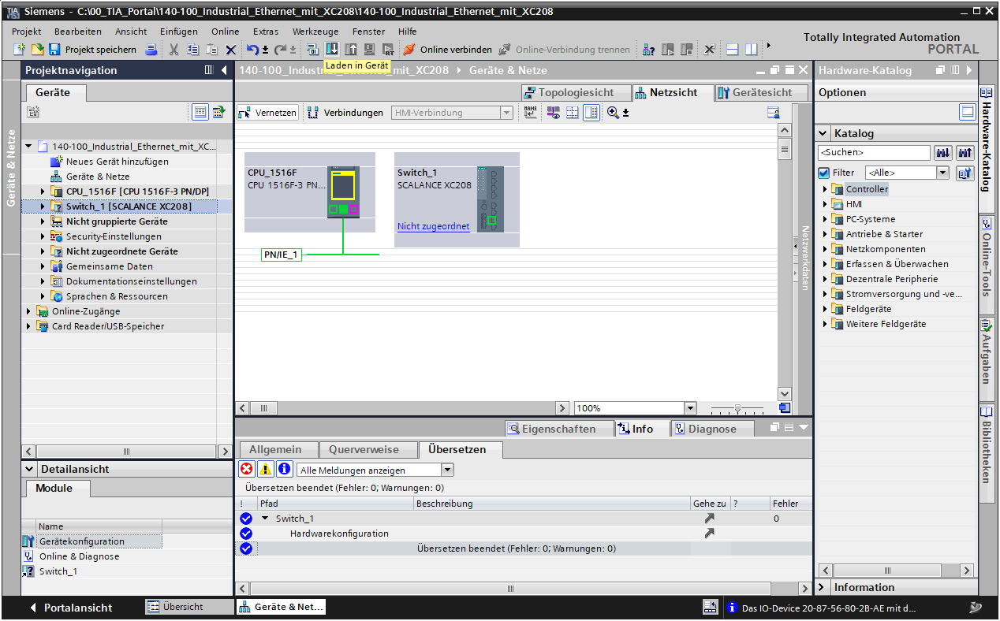 Siemens - C:\00_TIA_Portal\140-100_Industrial_Ethernet_mit_XC208\140-100_Industrial_Ethernet_mit_XC208
Projekt Bearbeiten Ansicht Einfügen Online Extras Werkzeuge Fenster Hilfe
Totally Integrated Automation
PORTAL
Projekt speichern Online verbinden Online-Verbindung trennen
Laden in Gerät
Projektnavigation
Geräte
Geräte & Netze
140-100_Industrial_Ethernet_mit_XC...
Neues Gerät hinzufügen
Geräte & Netze
CPU_1516F [CPU 1516F-3 PN/DP]
Switch_1 [SCALANCE XC208]
Nicht gruppierte Geräte
Security-Einstellungen
Nicht zugeordnete Geräte
Gemeinsame Daten
Dokumentationseinstellungen
Sprachen & Ressourcen
Online-Zugänge
Card Reader/USB-Speicher
Detailansicht
Module
Name
Gerätekonfiguration
Online & Diagnose
Switch_1
140-100_Industrial_Ethernet_mit_XC208 Geräte & Netze
Topologiesicht Netzsicht Gerätesicht
Vernetzen Verbindungen HMI-Verbindung
CPU_1516F
CPU 1516F-3 PN...
Switch_1
SCALANCE XC208
Nicht zugeordnet
PN/IE_1
Netzwerkdaten
100%
Eigenschaften Info Diagnose
Allgemein Querverweise Übersetzen
Alle Meldungen anzeigen
Übersetzen beendet (Fehler: 0; Warnungen: 0)
! Pfad Beschreibung Gehe zu ? Fehler
Switch_1 0
Hardwarekonfiguration
Übersetzen beendet (Fehler: 0; Warnungen: 0)
Hardware-Katalog
Optionen
Katalog
<Suchen>
Filter <Alle>
Controller
HMI
PC-Systeme
Antriebe & Starter
Netzkomponenten
Erfassen & Überwachen
Dezentrale Peripherie
Stromversorgung und -ve...
Feldgeräte
Weitere Feldgeräte
Information
Hardware-Katalog
Online-Tools
Aufgaben
Bibliotheken
Portalansicht Übersicht Geräte & Net... Das IO-Device 20-87-56-80-2B-AE mit d...